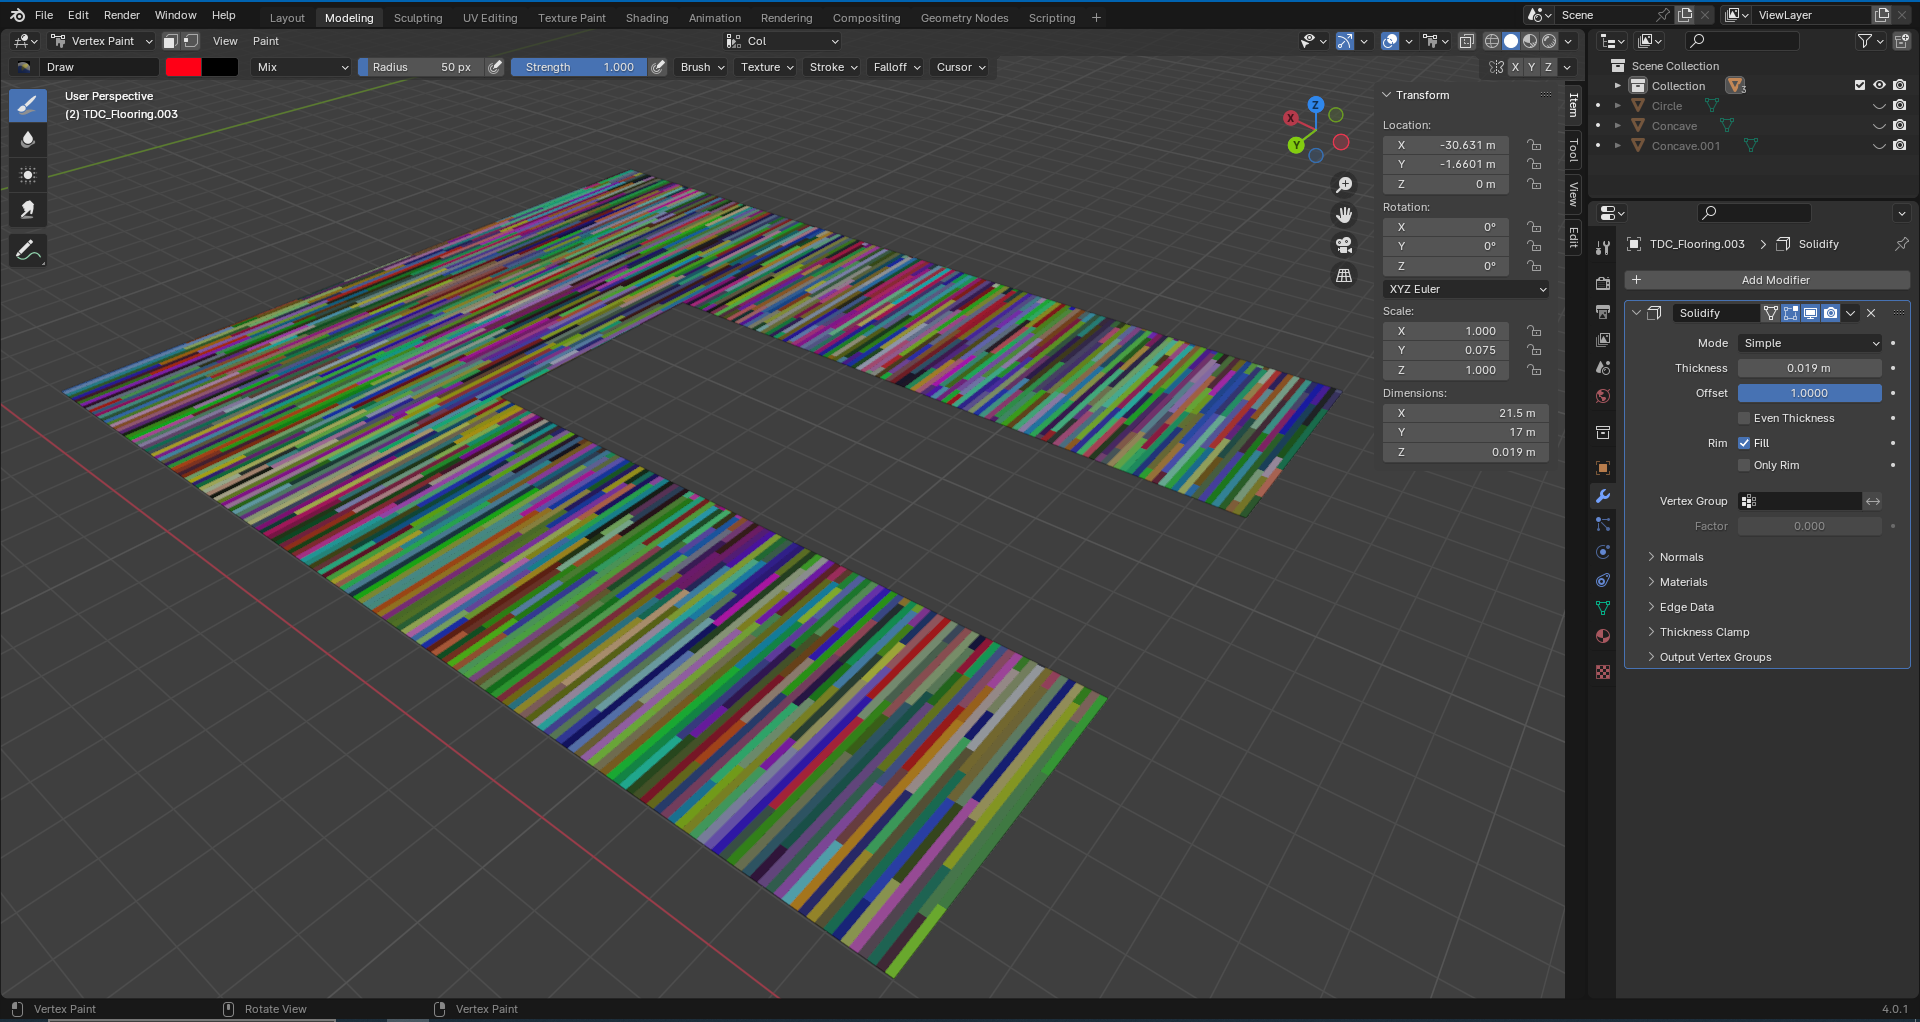 File Edit Render Window Help Layout Modeling Sculpting UV Editing Texture Paint Shading Animation Rendering Compositing Geometry Nodes Scripting + Scene ViewLayer
Vertex Paint View Paint Col
Draw Mix Radius 50 px Strength 1.000 Brush Texture Stroke Falloff Cursor X Y Z
User Perspective
(2) TDC_Flooring.003
Z
X
Y
Transform
Location:
X -30.631 m
Y -1.6601 m
Z 0 m
Rotation:
X 0°
Y 0°
Z 0°
XYZ Euler
Scale:
X 1.000
Y 0.075
Z 1.000
Dimensions:
X 21.5 m
Y 17 m
Z 0.019 m
Item
Tool
View
Edit
Scene Collection
Collection 3
Circle
Concave
Concave.001
TDC_Flooring.003 Solidify
+ Add Modifier
Solidify
Mode Simple
Thickness 0.019 m
Offset 1.0000
Even Thickness
Rim Fill
Only Rim
Vertex Group
Factor 0.000
Normals
Materials
Edge Data
Thickness Clamp
Output Vertex Groups
Vertex Paint Rotate View Vertex Paint 4.0.1